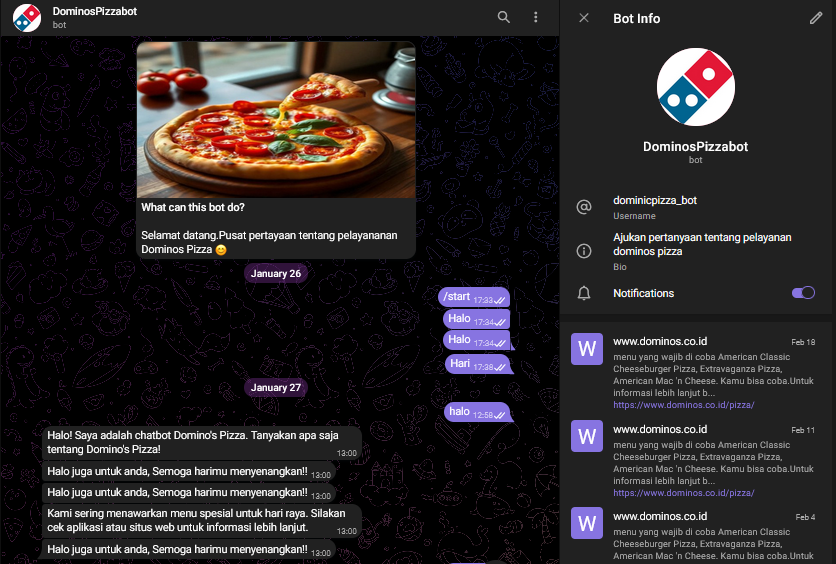 DominosPizzabot
bot
What can this bot do?
Selamat datang.Pusat pertayaan tentang pelayananan
Dominos Pizza 😊
January 26
/start 17:33
Halo 17:34
Halo 17:34
Hari 17:38
January 27
halo 12:58
Halo! Saya adalah chatbot Domino's Pizza. Tanyakan apa saja
tentang Domino's Pizza!
13:00
Halo juga untuk anda, Semoga harimu menyenangkan!! 13:00
Halo juga untuk anda, Semoga harimu menyenangkan!! 13:00
Kami sering menawarkan menu spesial untuk hari raya. Silakan
cek aplikasi atau situs web untuk informasi lebih lanjut.
13:00
Halo juga untuk anda, Semoga harimu menyenangkan!! 13:00
Bot Info
DominosPizzabot
bot
dominicpizza_bot
Username
Ajukan pertanyaan tentang pelayanan
dominos pizza
Bio
Notifications
W
www.dominos.co.id Feb 18
menu yang wajib di coba American Classic
Cheeseburger Pizza, Extravaganza Pizza,
American Mac 'n Cheese. Kamu bisa coba.Untuk
informasi lebih lanjut b...
https://www.dominos.co.id/pizza/
W
www.dominos.co.id Feb 11
menu yang wajib di coba American Classic
Cheeseburger Pizza, Extravaganza Pizza,
American Mac 'n Cheese. Kamu bisa coba.Untuk
informasi lebih lanjut b...
https://www.dominos.co.id/pizza/
W
www.dominos.co.id Feb 4
menu yang wajib di coba American Classic
Cheeseburger Pizza, Extravaganza Pizza,
American Mac 'n Cheese. Kamu bisa coba.Untuk